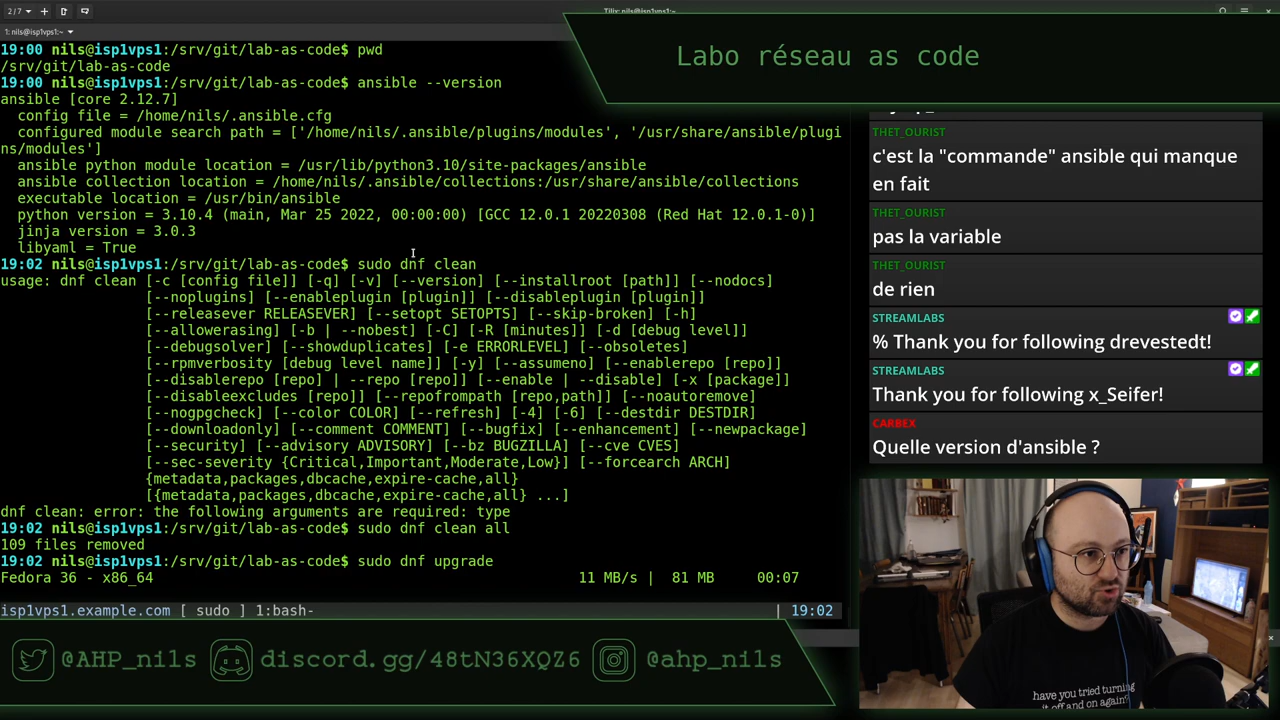 2/7
Tilix: nils@isp1vps1:~
1: nils@isp1vps1:~
19:00 nils@isp1vps1:/srv/git/lab-as-code$ pwd
/srv/git/lab-as-code
19:00 nils@isp1vps1:/srv/git/lab-as-code$ ansible --version
ansible [core 2.12.7]
  config file = /home/nils/.ansible.cfg
  configured module search path = ['/home/nils/.ansible/plugins/modules', '/usr/share/ansible/plugi
ns/modules']
  ansible python module location = /usr/lib/python3.10/site-packages/ansible
  ansible collection location = /home/nils/.ansible/collections:/usr/share/ansible/collections
  executable location = /usr/bin/ansible
  python version = 3.10.4 (main, Mar 25 2022, 00:00:00) [GCC 12.0.1 20220308 (Red Hat 12.0.1-0)]
  jinja version = 3.0.3
  libyaml = True
19:02 nils@isp1vps1:/srv/git/lab-as-code$ sudo dnf clean
usage: dnf clean [-c [config file]] [-q] [-v] [--version] [--installroot [path]] [--nodocs]
                 [--noplugins] [--enableplugin [plugin]] [--disableplugin [plugin]]
                 [--releasever RELEASEVER] [--setopt SETOPTS] [--skip-broken] [-h]
                 [--allowerasing] [-b | --nobest] [-C] [-R [minutes]] [-d [debug level]]
                 [--debugsolver] [--showduplicates] [-e ERRORLEVEL] [--obsoletes]
                 [--rpmverbosity [debug level name]] [-y] [--assumeno] [--enablerepo [repo]]
                 [--disablerepo [repo] | --repo [repo]] [--enable | --disable] [-x [package]]
                 [--disableexcludes [repo]] [--repofrompath [repo,path]] [--noautoremove]
                 [--nogpgcheck] [--color COLOR] [--refresh] [-4] [-6] [--destdir DESTDIR]
                 [--downloadonly] [--comment COMMENT] [--bugfix] [--enhancement] [--newpackage]
                 [--security] [--advisory ADVISORY] [--bz BUGZILLA] [--cve CVES]
                 [--sec-severity {Critical,Important,Moderate,Low}] [--forcearch ARCH]
                 {metadata,packages,dbcache,expire-cache,all}
                 [{metadata,packages,dbcache,expire-cache,all} ...]
dnf clean: error: the following arguments are required: type
19:02 nils@isp1vps1:/srv/git/lab-as-code$ sudo dnf clean all
109 files removed
19:02 nils@isp1vps1:/srv/git/lab-as-code$ sudo dnf upgrade
Fedora 36 - x86_64 11 MB/s | 81 MB 00:07
isp1vps1.example.com [ sudo ] 1:bash- | 19:02
Labo réseau as code
THET_OURIST
c'est la "commande" ansible qui manque
en fait
THET_OURIST
pas la variable
THET_OURIST
de rien
STREAMLABS
% Thank you for following drevestedt!
STREAMLABS
Thank you for following x_Seifer!
CARBEX
Quelle version d'ansible ?
have you tried turning
it off and on again?
@AHP_nils discord.gg/48tN36XQZ6 @ahp_nils